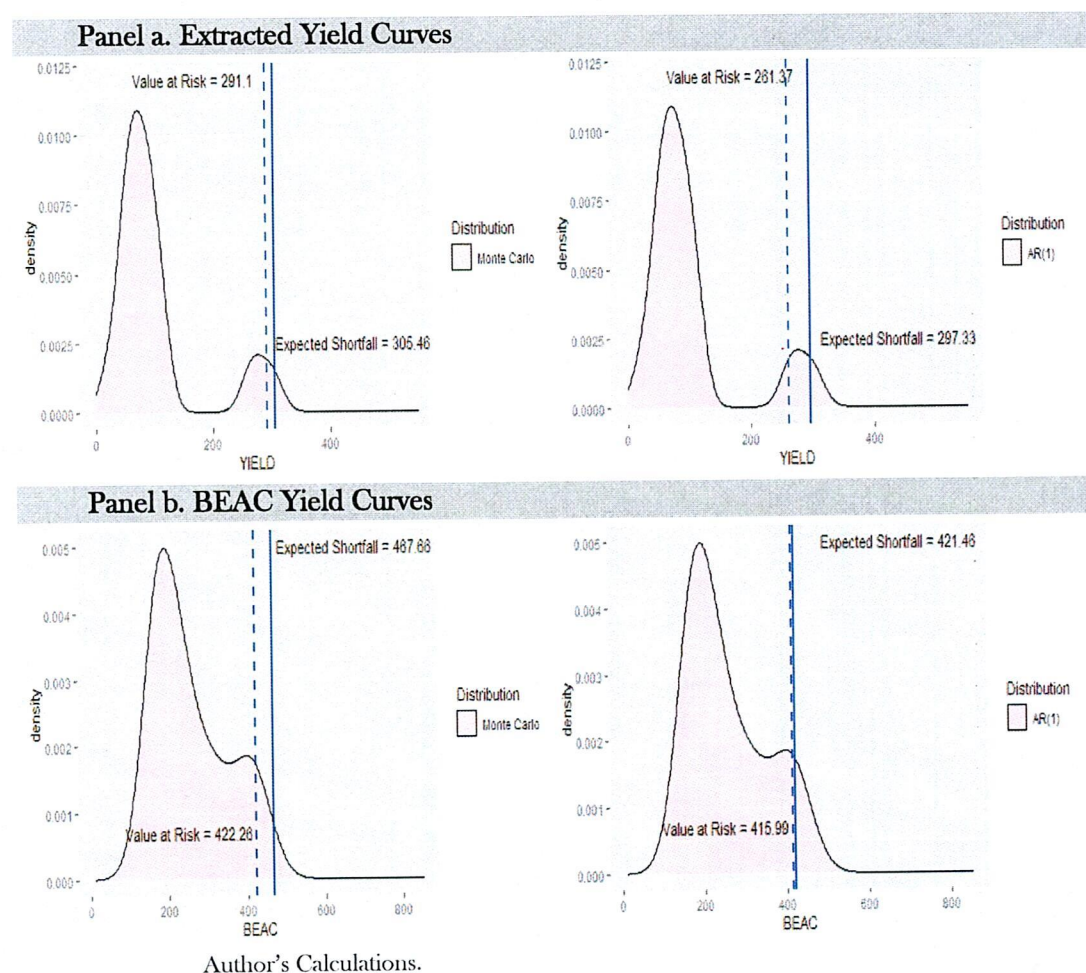 Panel a. Extracted Yield Curves
Value at Risk = 291.1
0.0125
0.0100
0.0075
0.0050
0.0025
0.0000
density
Expected Shortfall = 305.46
0 200 400
YIELD
Distribution
Monte Carlo
Value at Risk = 261.37
0.0125
0.0100
0.0075
0.0050
0.0025
0.0000
density
Expected Shortfall = 297.33
0 200 400
YIELD
Distribution
AR(1)
Panel b. BEAC Yield Curves
Expected Shortfall = 467.66
0.005
0.004
0.003
0.002
0.001
0.000
density
Value at Risk = 422.26
0 200 400 600 800
BEAC
Distribution
Monte Carlo
Expected Shortfall = 421.46
0.005
0.004
0.003
0.002
0.001
0.000
density
Value at Risk = 415.99
0 200 400 600 800
BEAC
Distribution
AR(1)
Author's Calculations.